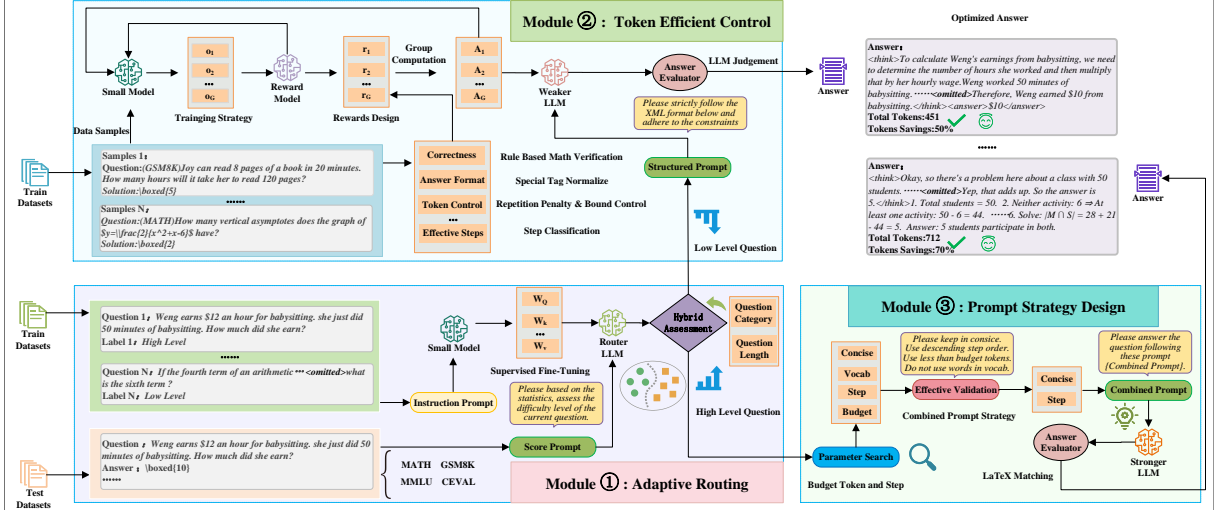 Module ② : Token Efficient Control
Small Model
o1
o2
...
oG
Trainging Strategy
Reward
Model
r1
r2
...
rG
Rewards Design
Group
Computation
A1
A2
...
AG
Weaker
LLM
Answer
Evaluator
LLM Judgement
Please strictly follow the
XML format below and
adhere to the constraints
Structured Prompt
Low Level Question
Data Samples
Train
Datasets
Samples 1:
Question:(GSM8K)Joy can read 8 pages of a book in 20 minutes.
How many hours will it take her to read 120 pages?
Solution:\boxed{5}
Samples N:
Question:(MATH)How many vertical asymptotes does the graph of
$y=\|frac{2}{x^2+x-6}$ have?
Solution:\boxed{2}
Correctness
Answer Format
Token Control
...
Effective Steps
Rule Based Math Verification
Special Tag Normalize
Repetition Penalty & Bound Control
Step Classification
Optimized Answer
Answer
Answer:
<think>To calculate Weng's earnings from babysitting, we need
to determine the number of hours she worked and then multiply
that by her hourly wage.Weng worked 50 minutes of
babysitting. ······<omitted>Therefore, Weng earned $10 from
babysitting.</think><answer>$10</answer>
Total Tokens:451
Tokens Savings:50%
······
Answer:
<think>Okay, so there's a problem here about a class with 50
students. ······<omitted>Yep, that adds up. So the answer is
5.</think>1. Total students = 50. 2. Neither activity: 6 ⇒ At
least one activity: 50 - 6 = 44. ······6. Solve: |M ∩ S| = 28 + 21
- 44 = 5. Answer: 5 students participate in both.
Total Tokens:712
Tokens Savings:70%
Answer
Train
Datasets
Question 1: Weng earns $12 an hour for babysitting. she just did
50 minutes of babysitting. How much did she earn?
Label 1: High Level
······
Question N: If the fourth term of an arithmetic ···<omitted>what
is the sixth term ?
Label N: Low Level
Small Model
Instruction Prompt
WQ
Wk
...
Wv
Supervised Fine-Tuning
Router
LLM
Please based on the
statistics, assess the
difficulty level of the
current question.
Score Prompt
Hybrid
Assessment
Question
Category
Question
Length
High Level Question
Test
Datasets
Question : Weng earns $12 an hour for babysitting. she just did 50
minutes of babysitting. How much did she earn?
Answer : \boxed{10}
······
MATH GSM8K
MMLU CEVAL
Module ① : Adaptive Routing
Module ③ : Prompt Strategy Design
Concise
Vocab
Step
Budget
Please keep in consice.
Use descending step order.
Use less than budget tokens.
Do not use words in vocab.
Effective Validation
Combined Prompt Strategy
Concise
Step
Please answer the
question following
these prompt
[Combined Prompt].
Combined Prompt
Answer
Evaluator
Stronger
LLM
LaTeX Matching
Parameter Search
Budget Token and Step